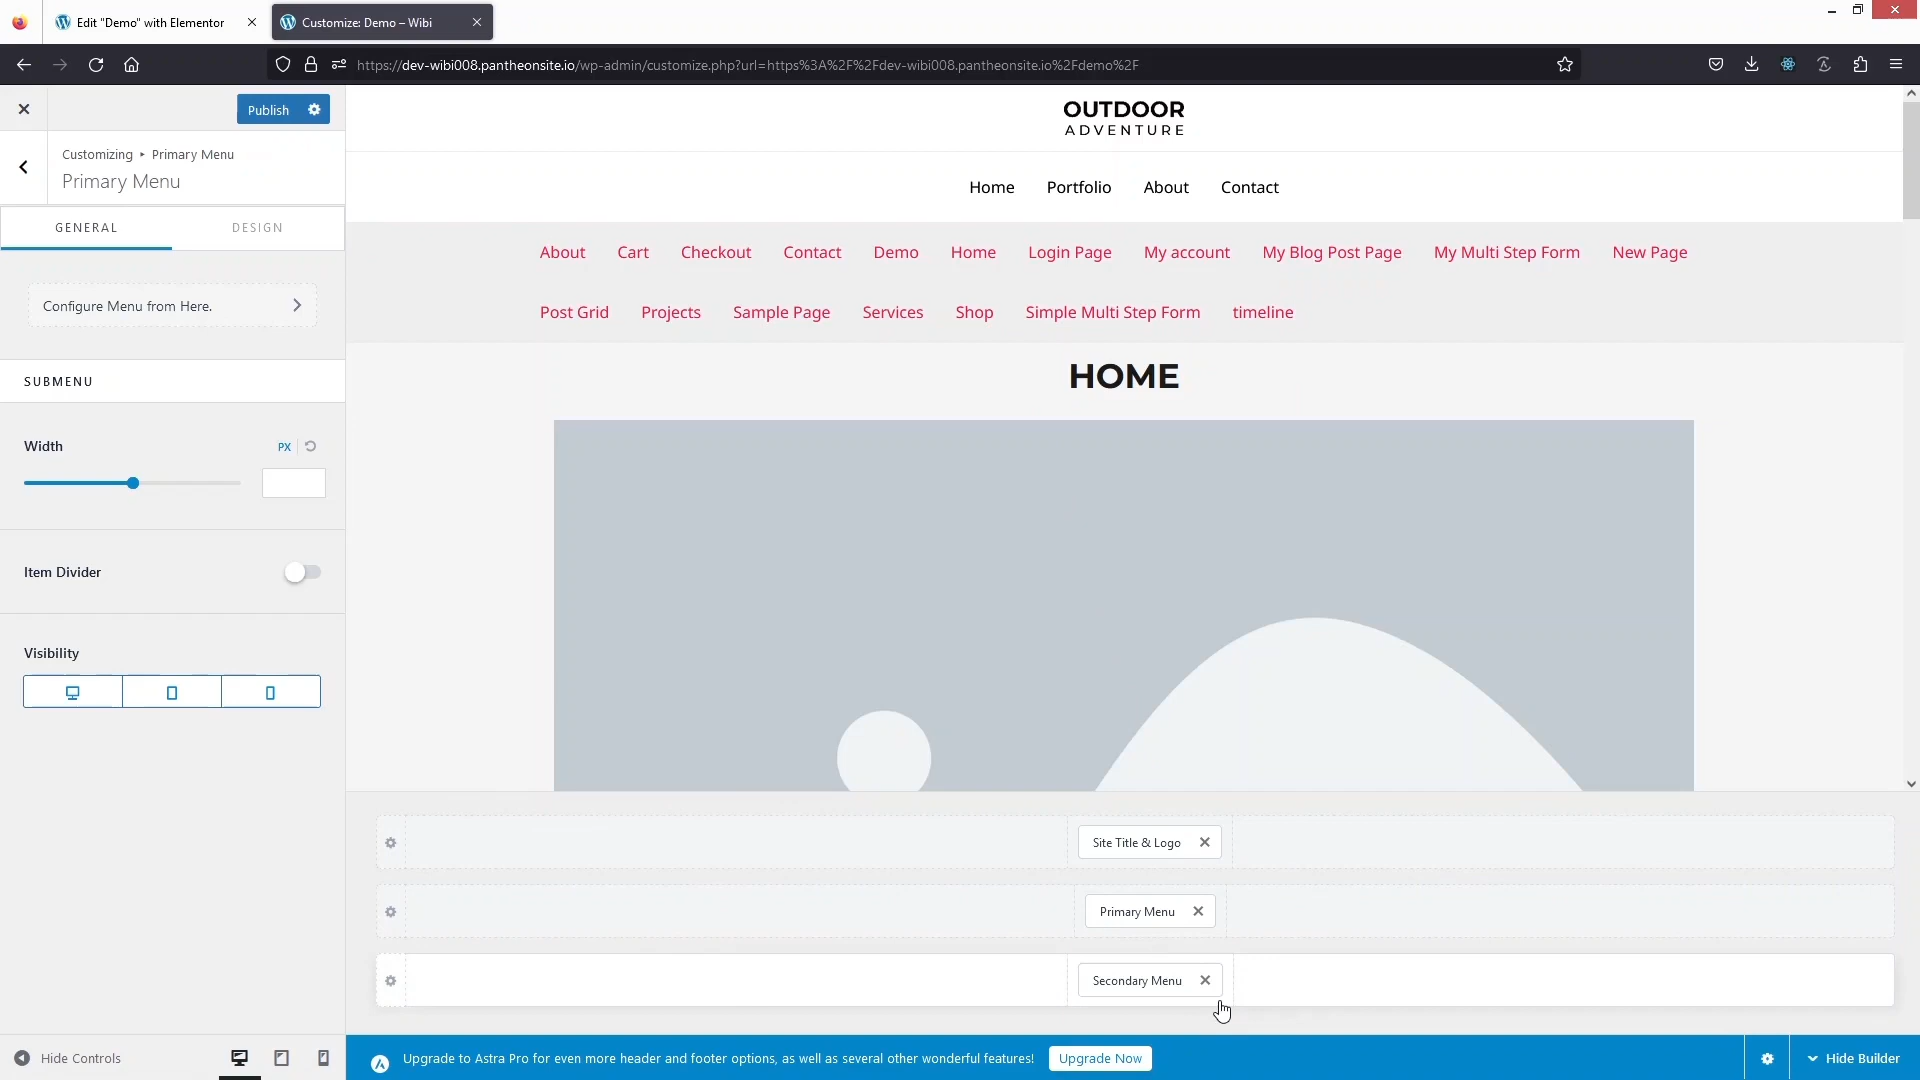 Edit "Demo" with Elementor
Customize: Demo – Wibi
https://dev-wibi008.pantheonsite.io/wp-admin/customize.php?url=https%3A%2F%2Fdev-wibi008.pantheonsite.io%2Fdemo%2F
Publish
Customizing ▸ Primary Menu
Primary Menu
GENERAL
DESIGN
Configure Menu from Here.
SUBMENU
Width
PX
Item Divider
Visibility
Hide Controls
OUTDOOR
ADVENTURE
Home Portfolio About Contact
About Cart Checkout Contact Demo Home Login Page My account My Blog Post Page My Multi Step Form New Page
Post Grid Projects Sample Page Services Shop Simple Multi Step Form timeline
HOME
Site Title & Logo
Primary Menu
Secondary Menu
Upgrade to Astra Pro for even more header and footer options, as well as several other wonderful features!
Upgrade Now
Hide Builder